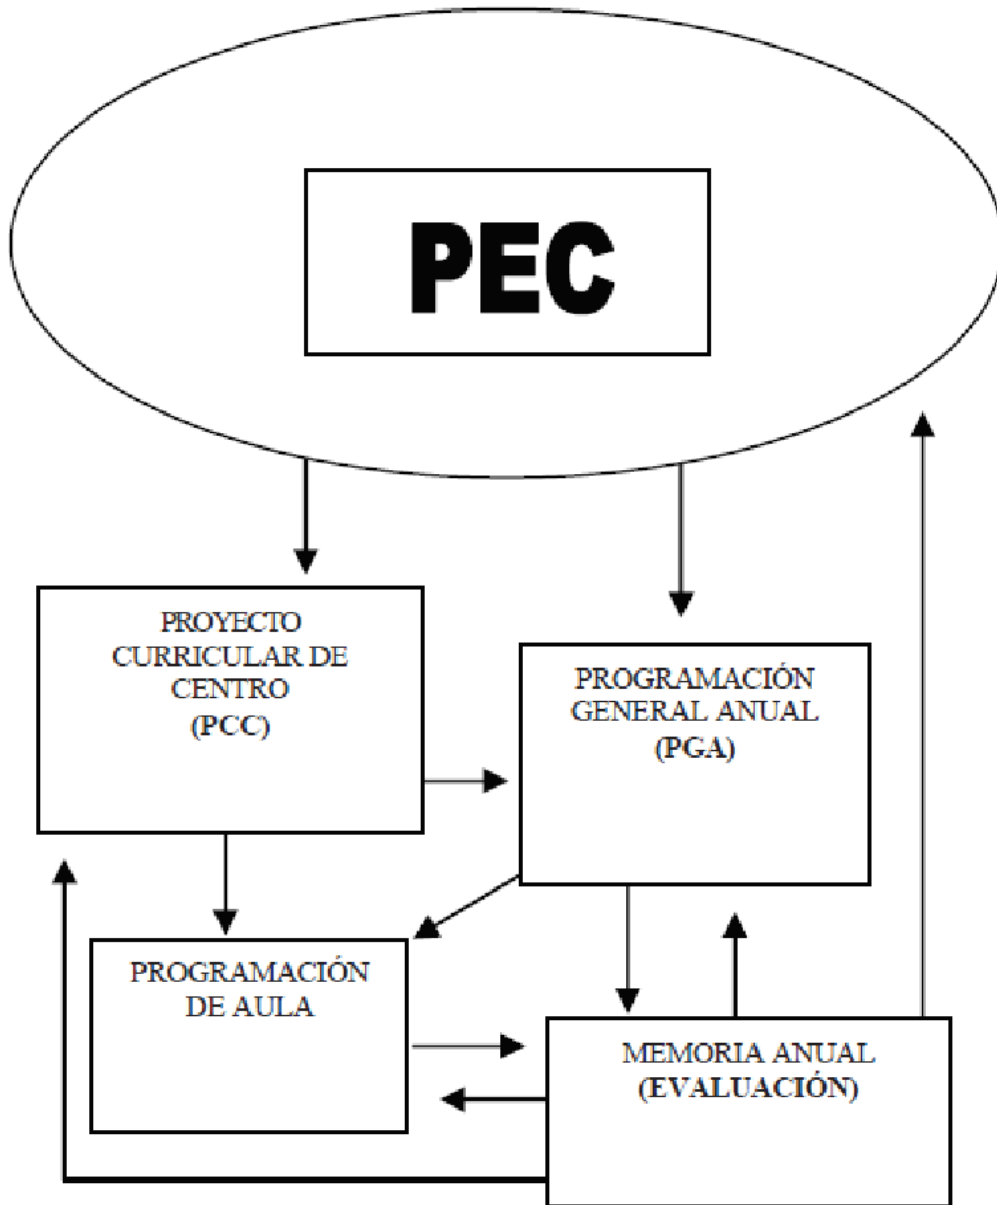 PEC
PROYECTO
CURRICULAR DE
CENTRO
(PCC)
PROGRAMACIÓN
GENERAL ANUAL
(PGA)
PROGRAMACIÓN
DE AULA
MEMORIA ANUAL
(EVALUACIÓN)